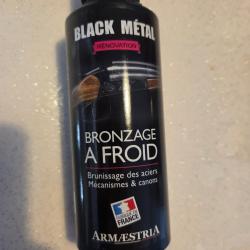 BLACK MÉTAL
RÉNOVATION
BRONZAGE
A FROID
Brunissage des aciers
Mécanismes & canons
FRANCE
ARMÆSTRIA